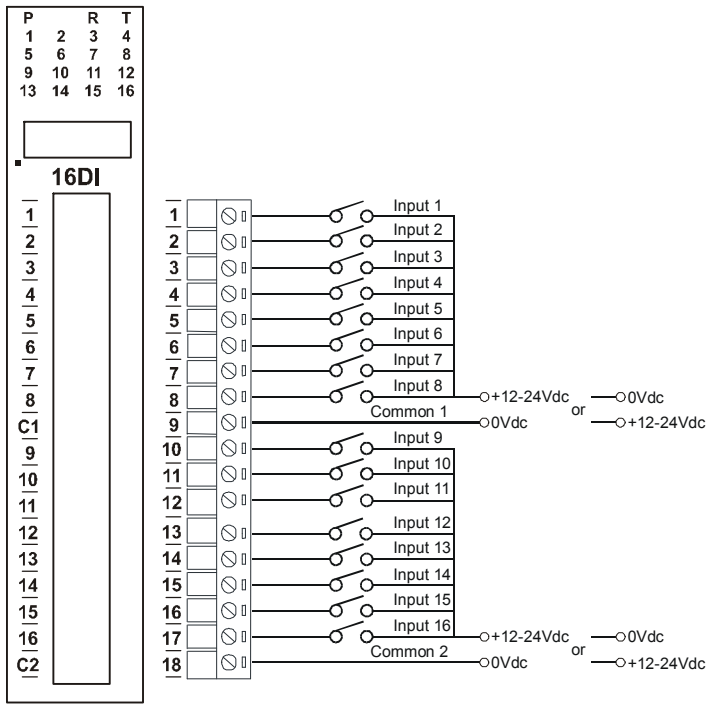 P R T
1 2 3 4
5 6 7 8
9 10 11 12
13 14 15 16
16DI
1 1 Input 1
2 2 Input 2
3 3 Input 3
4 4 Input 4
5 5 Input 5
6 6 Input 6
7 7 Input 7
8 8 Input 8 +12-24Vdc or 0Vdc
C1 9 Common 1 0Vdc +12-24Vdc
9 10 Input 9
10 11 Input 10
11 12 Input 11
12 13 Input 12
13 14 Input 13
14 15 Input 14
15 16 Input 15
16 17 Input 16 +12-24Vdc or 0Vdc
C2 18 Common 2 0Vdc +12-24Vdc